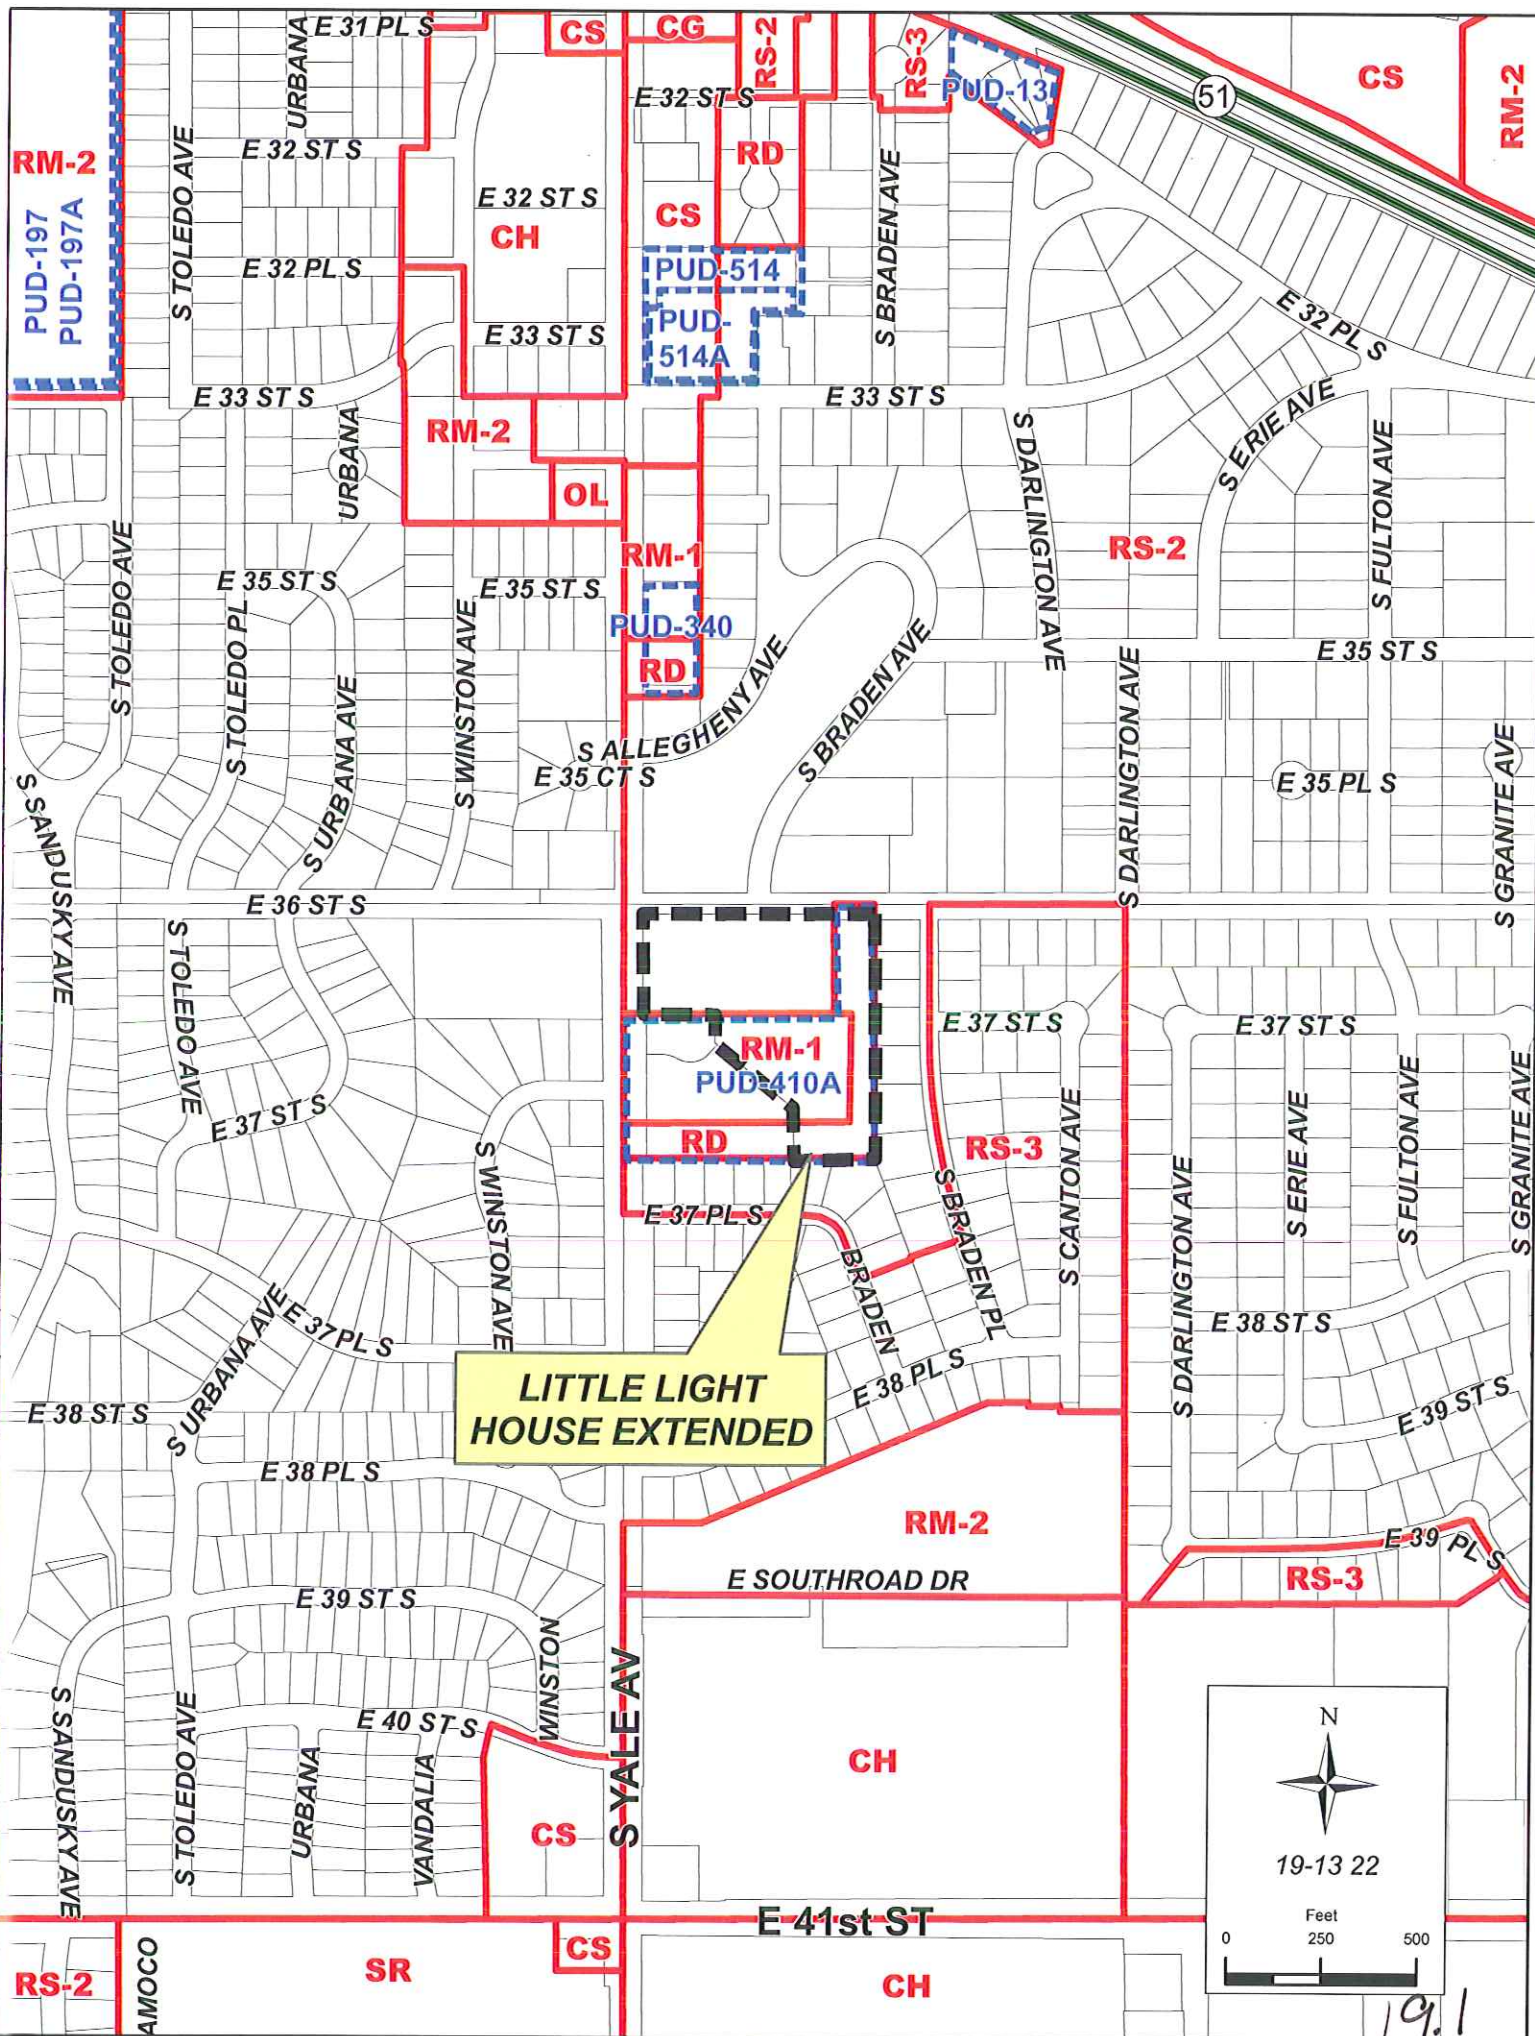 E 31 PL S
CS
CG
RS-2
RS-3
PUD-13
51
CS
RM-2
URBANA
S TOLEDO AVE
E 32 ST S
E 32 ST S
RM-2
E 32 ST S
RD
S BRADEN AVE
PUD-197
PUD-197A
CH
CS
E 32 PL S
PUD-514
E 32 PL S
PUD-
514A
E 33 ST S
E 33 ST S
E 33 ST S
S ERIE AVE
RM-2
URBANA
S DARLINGTON AVE
S FULTON AVE
OL
RM-1
RS-2
S TOLEDO AVE
E 35 ST S
E 35 ST S
S TOLEDO PL
S WINSTON AVE
PUD-340
RD
E 35 ST S
S URBANA AVE
S ALLEGHENY AVE
S BRADEN AVE
S DARLINGTON AVE
E 35 CT S
E 35 PL S
S GRANITE AVE
S SANDUSKY AVE
E 36 ST S
S TOLEDO AVE
E 37 ST S
E 37 ST S
RM-1
PUD-410A
E 37 ST S
RD
RS-3
S WINSTON AVE
S BRADEN PL
S CANTON AVE
S DARLINGTON AVE
S ERIE AVE
S FULTON AVE
S GRANITE AVE
E 37 PL S
BRADEN
E 37 PL S
S URBANA AVE
E 38 ST S
LITTLE LIGHT
HOUSE EXTENDED
E 38 PL S
E 38 ST S
E 39 ST S
E 38 PL S
RM-2
E 39 PL S
E SOUTHROAD DR
RS-3
E 39 ST S
WINSTON
S YALE AV
S SANDUSKY AVE
S TOLEDO AVE
E 40 ST S
URBANA
VANDALIA
CH
CS
N
19-13 22
Feet
0 250 500
E 41st ST
RS-2
AMOCO
SR
CS
CH
19.1